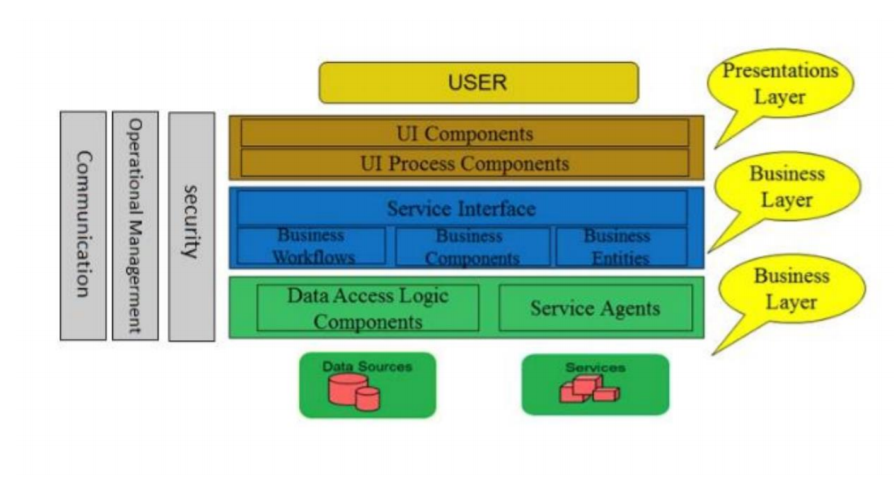 USER
Presentations
Layer
Communication
Operational Managerment
security
UI Components
UI Process Components
Business
Layer
Service Interface
Business
Workflows
Business
Components
Business
Entities
Business
Layer
Data Access Logic
Components
Service Agents
Data Sources
Services